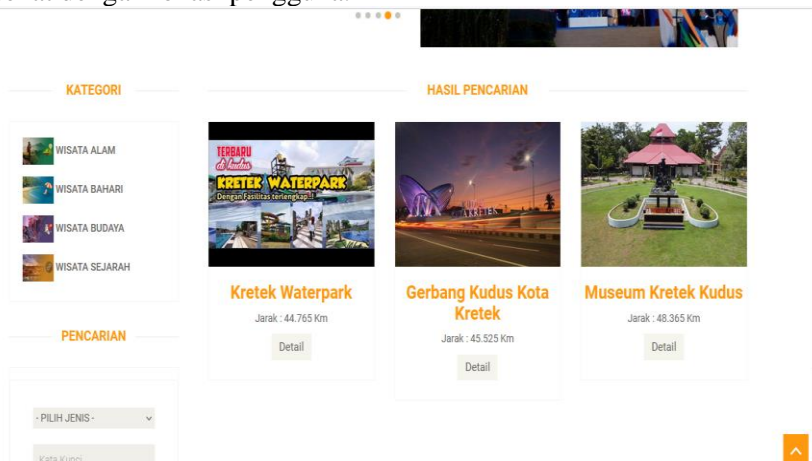 KATEGORI
WISATA ALAM
WISATA BAHARI
WISATA BUDAYA
WISATA SEJARAH
PENCARIAN
- PILIH JENIS -
Kata Kunci
HASIL PENCARIAN
TERBARU
di kudus
KRETEK WATERPARK
Dengan Fasilitas terlengkap..!
Kretek Waterpark
Jarak : 44.765 Km
Detail
Gerbang Kudus Kota
Kretek
Jarak : 45.525 Km
Detail
Museum Kretek Kudus
Jarak : 48.365 Km
Detail